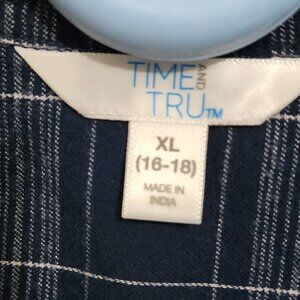 TIME AND
TRU™
XL
(16-18)
MADE IN
INDIA